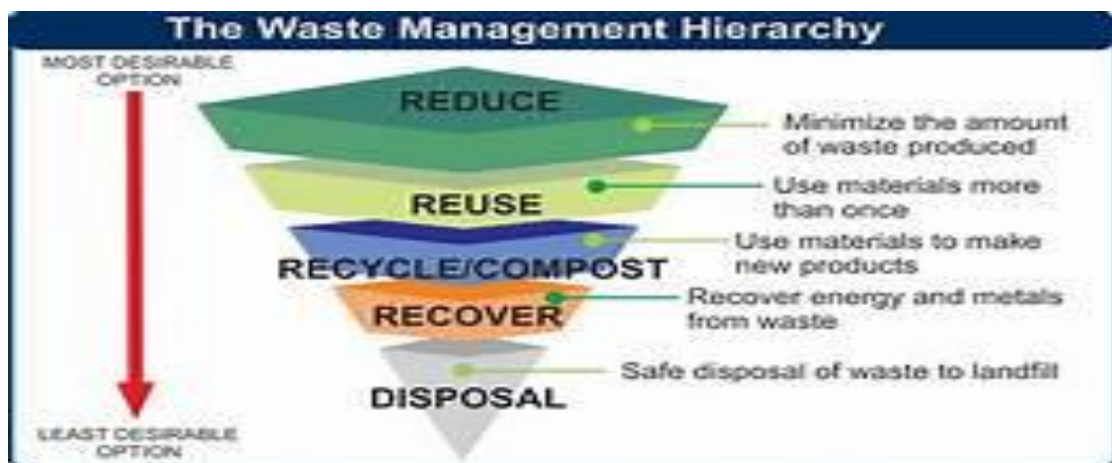 The Waste Management Hierarchy
MOST DESIRABLE
OPTION
REDUCE
Minimize the amount
of waste produced
REUSE
Use materials more
than once
RECYCLE/COMPOST
Use materials to make
new products
RECOVER
Recover energy and metals
from waste
DISPOSAL
Safe disposal of waste to landfill
LEAST DESIRABLE
OPTION